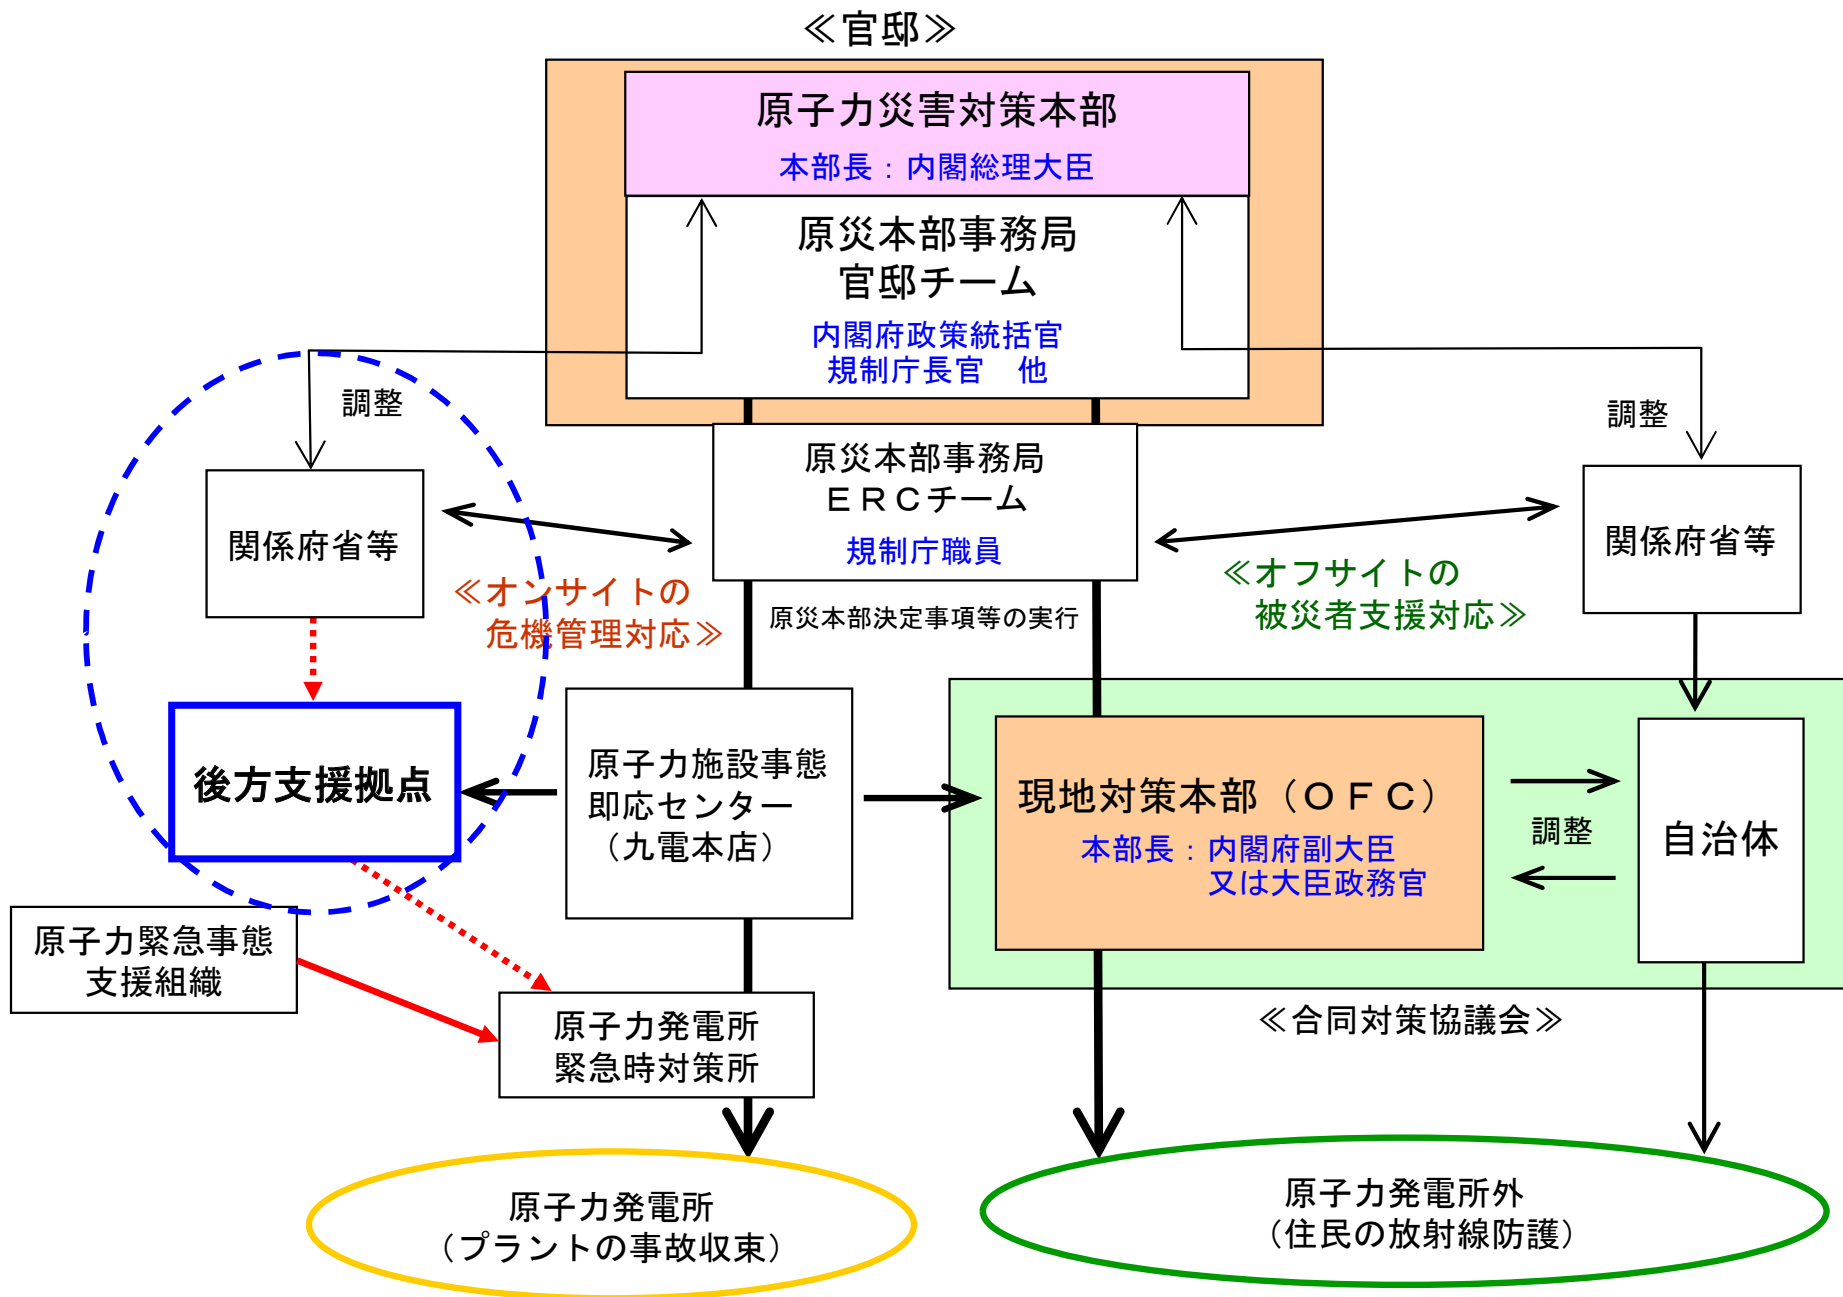 ≪官邸≫
原子力災害対策本部
本部長：内閣総理大臣
原災本部事務局
官邸チーム
内閣府政策統括官
規制庁長官　他
調整
調整
原災本部事務局
ＥＲＣチーム
規制庁職員
関係府省等
関係府省等
≪オンサイトの
危機管理対応≫
原災本部決定事項等の実行
≪オフサイトの
被災者支援対応≫
後方支援拠点
原子力施設事態
即応センター
（九電本店）
現地対策本部（ＯＦＣ）
本部長：内閣府副大臣
又は大臣政務官
調整
自治体
原子力緊急事態
支援組織
原子力発電所
緊急時対策所
≪合同対策協議会≫
原子力発電所
（プラントの事故収束）
原子力発電所外
（住民の放射線防護）